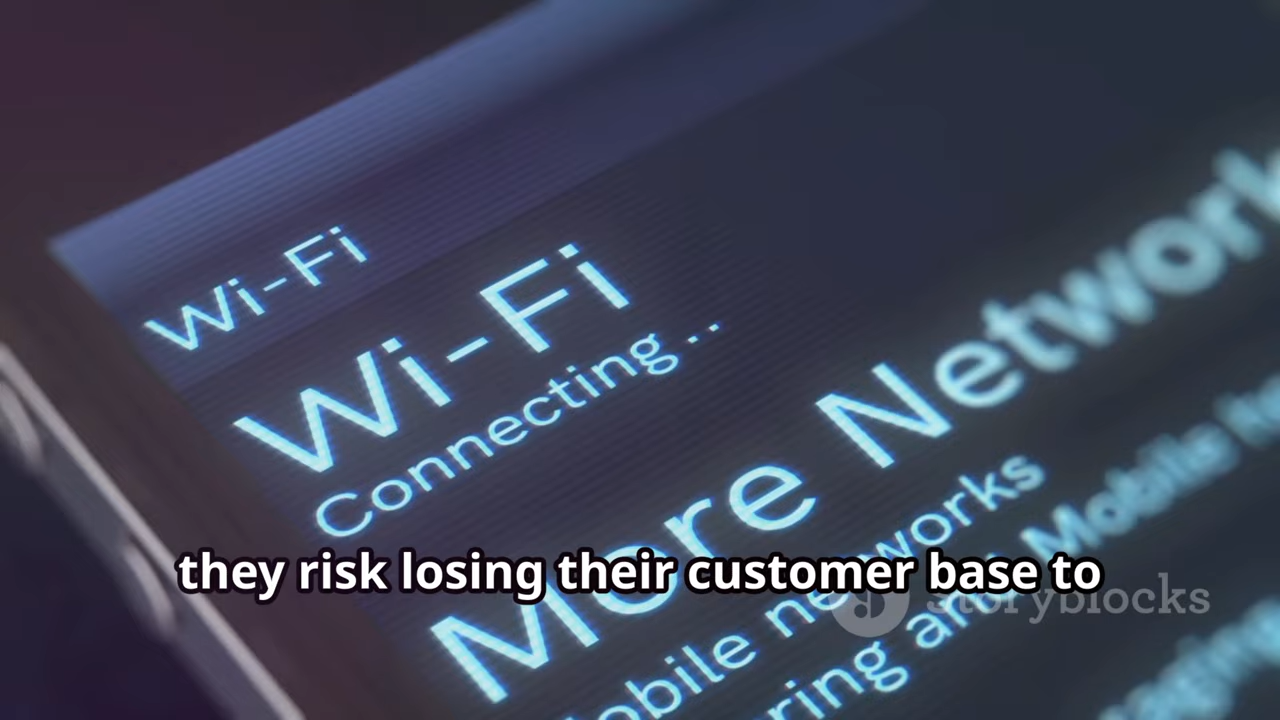 Wi-Fi
Wi-Fi
Connecting...
More Network
Mobile networks
they risk losing their customer base to
Storyblocks